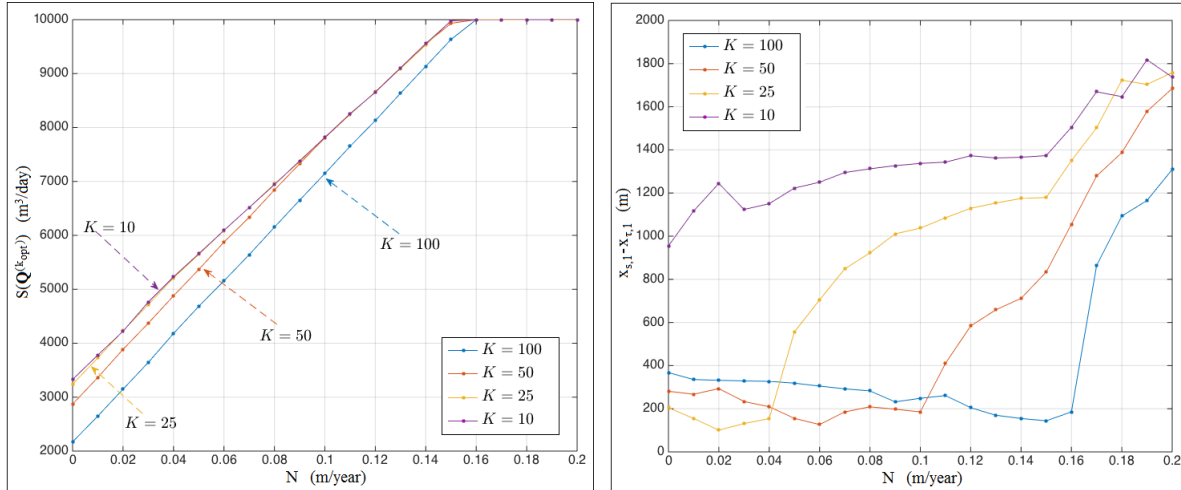 10000
9000
8000
7000
6000
5000
4000
3000
2000
S(Q^(k_opt)) (m³/day)
0 0.02 0.04 0.06 0.08 0.1 0.12 0.14 0.16 0.18 0.2
N (m/year)
K = 10
K = 100
K = 50
K = 25
K = 100
K = 50
K = 25
K = 10
2000
1800
1600
1400
1200
1000
800
600
400
200
0
x_s,1-x_τ,1 (m)
0 0.02 0.04 0.06 0.08 0.1 0.12 0.14 0.16 0.18 0.2
N (m/year)
K = 100
K = 50
K = 25
K = 10